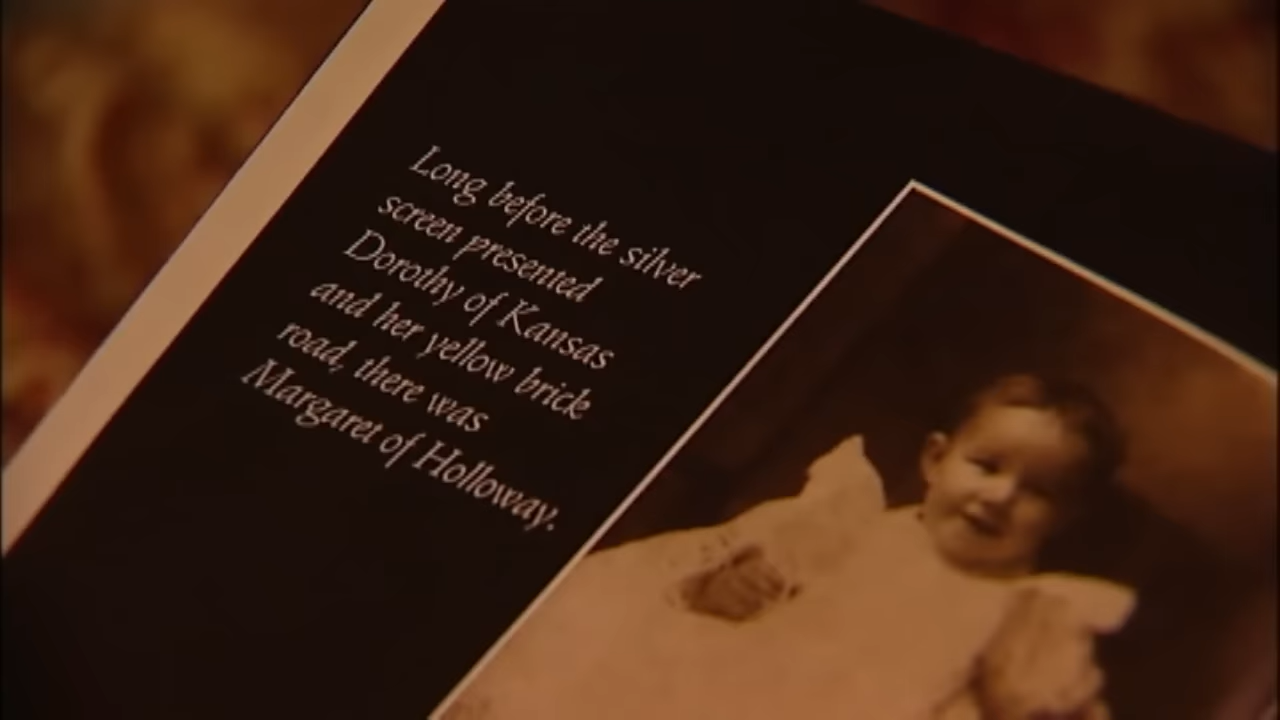 Long before the silver
screen presented
Dorothy of Kansas
and her yellow brick
road, there was
Margaret of Holloway.